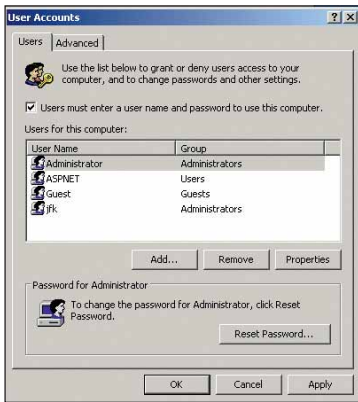 User Accounts
Users Advanced
Use the list below to grant or deny users access to your
computer, and to change passwords and other settings.
Users must enter a user name and password to use this computer.
Users for this computer:
User Name Group
Administrator Administrators
ASPNET Users
Guest Guests
jfk Administrators
Add... Remove Properties
Password for Administrator
To change the password for Administrator, click Reset
Password.
Reset Password...
OK Cancel Apply